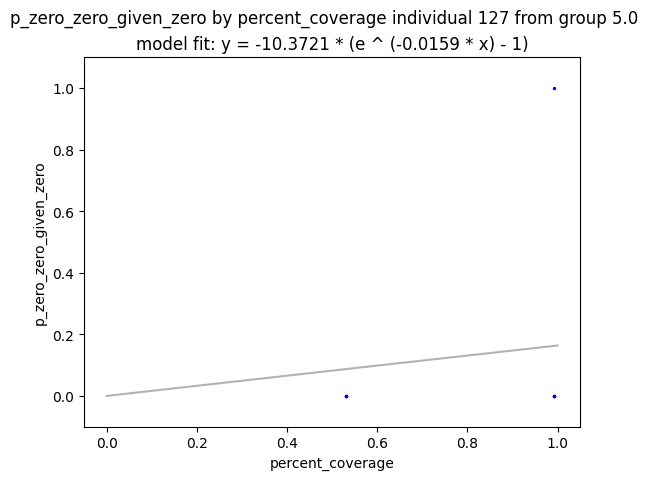 p_zero_zero_given_zero by percent_coverage individual 127 from group 5.0
model fit: y = -10.3721 * (e ^ (-0.0159 * x) - 1)
p_zero_zero_given_zero
1.0
0.8
0.6
0.4
0.2
0.0
0.0 0.2 0.4 0.6 0.8 1.0
percent_coverage